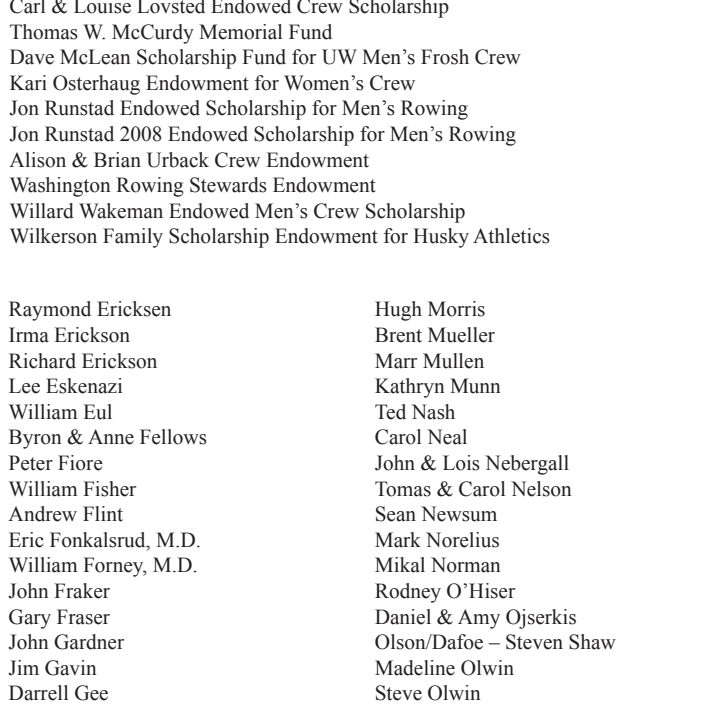 Carl & Louise Lovsted Endowed Crew Scholarship
Thomas W. McCurdy Memorial Fund
Dave McLean Scholarship Fund for UW Men’s Frosh Crew
Kari Osterhaug Endowment for Women’s Crew
Jon Runstad Endowed Scholarship for Men’s Rowing
Jon Runstad 2008 Endowed Scholarship for Men’s Rowing
Alison & Brian Urback Crew Endowment
Washington Rowing Stewards Endowment
Willard Wakeman Endowed Men’s Crew Scholarship
Wilkerson Family Scholarship Endowment for Husky Athletics
Raymond Ericksen
Irma Erickson
Richard Erickson
Lee Eskenazi
William Eul
Byron & Anne Fellows
Peter Fiore
William Fisher
Andrew Flint
Eric Fonkalsrud, M.D.
William Forney, M.D.
John Fraker
Gary Fraser
John Gardner
Jim Gavin
Darrell Gee
Hugh Morris
Brent Mueller
Marr Mullen
Kathryn Munn
Ted Nash
Carol Neal
John & Lois Nebergall
Tomas & Carol Nelson
Sean Newsum
Mark Norelius
Mikal Norman
Rodney O’Hiser
Daniel & Amy Ojserkis
Olson/Dafoe – Steven Shaw
Madeline Olwin
Steve Olwin